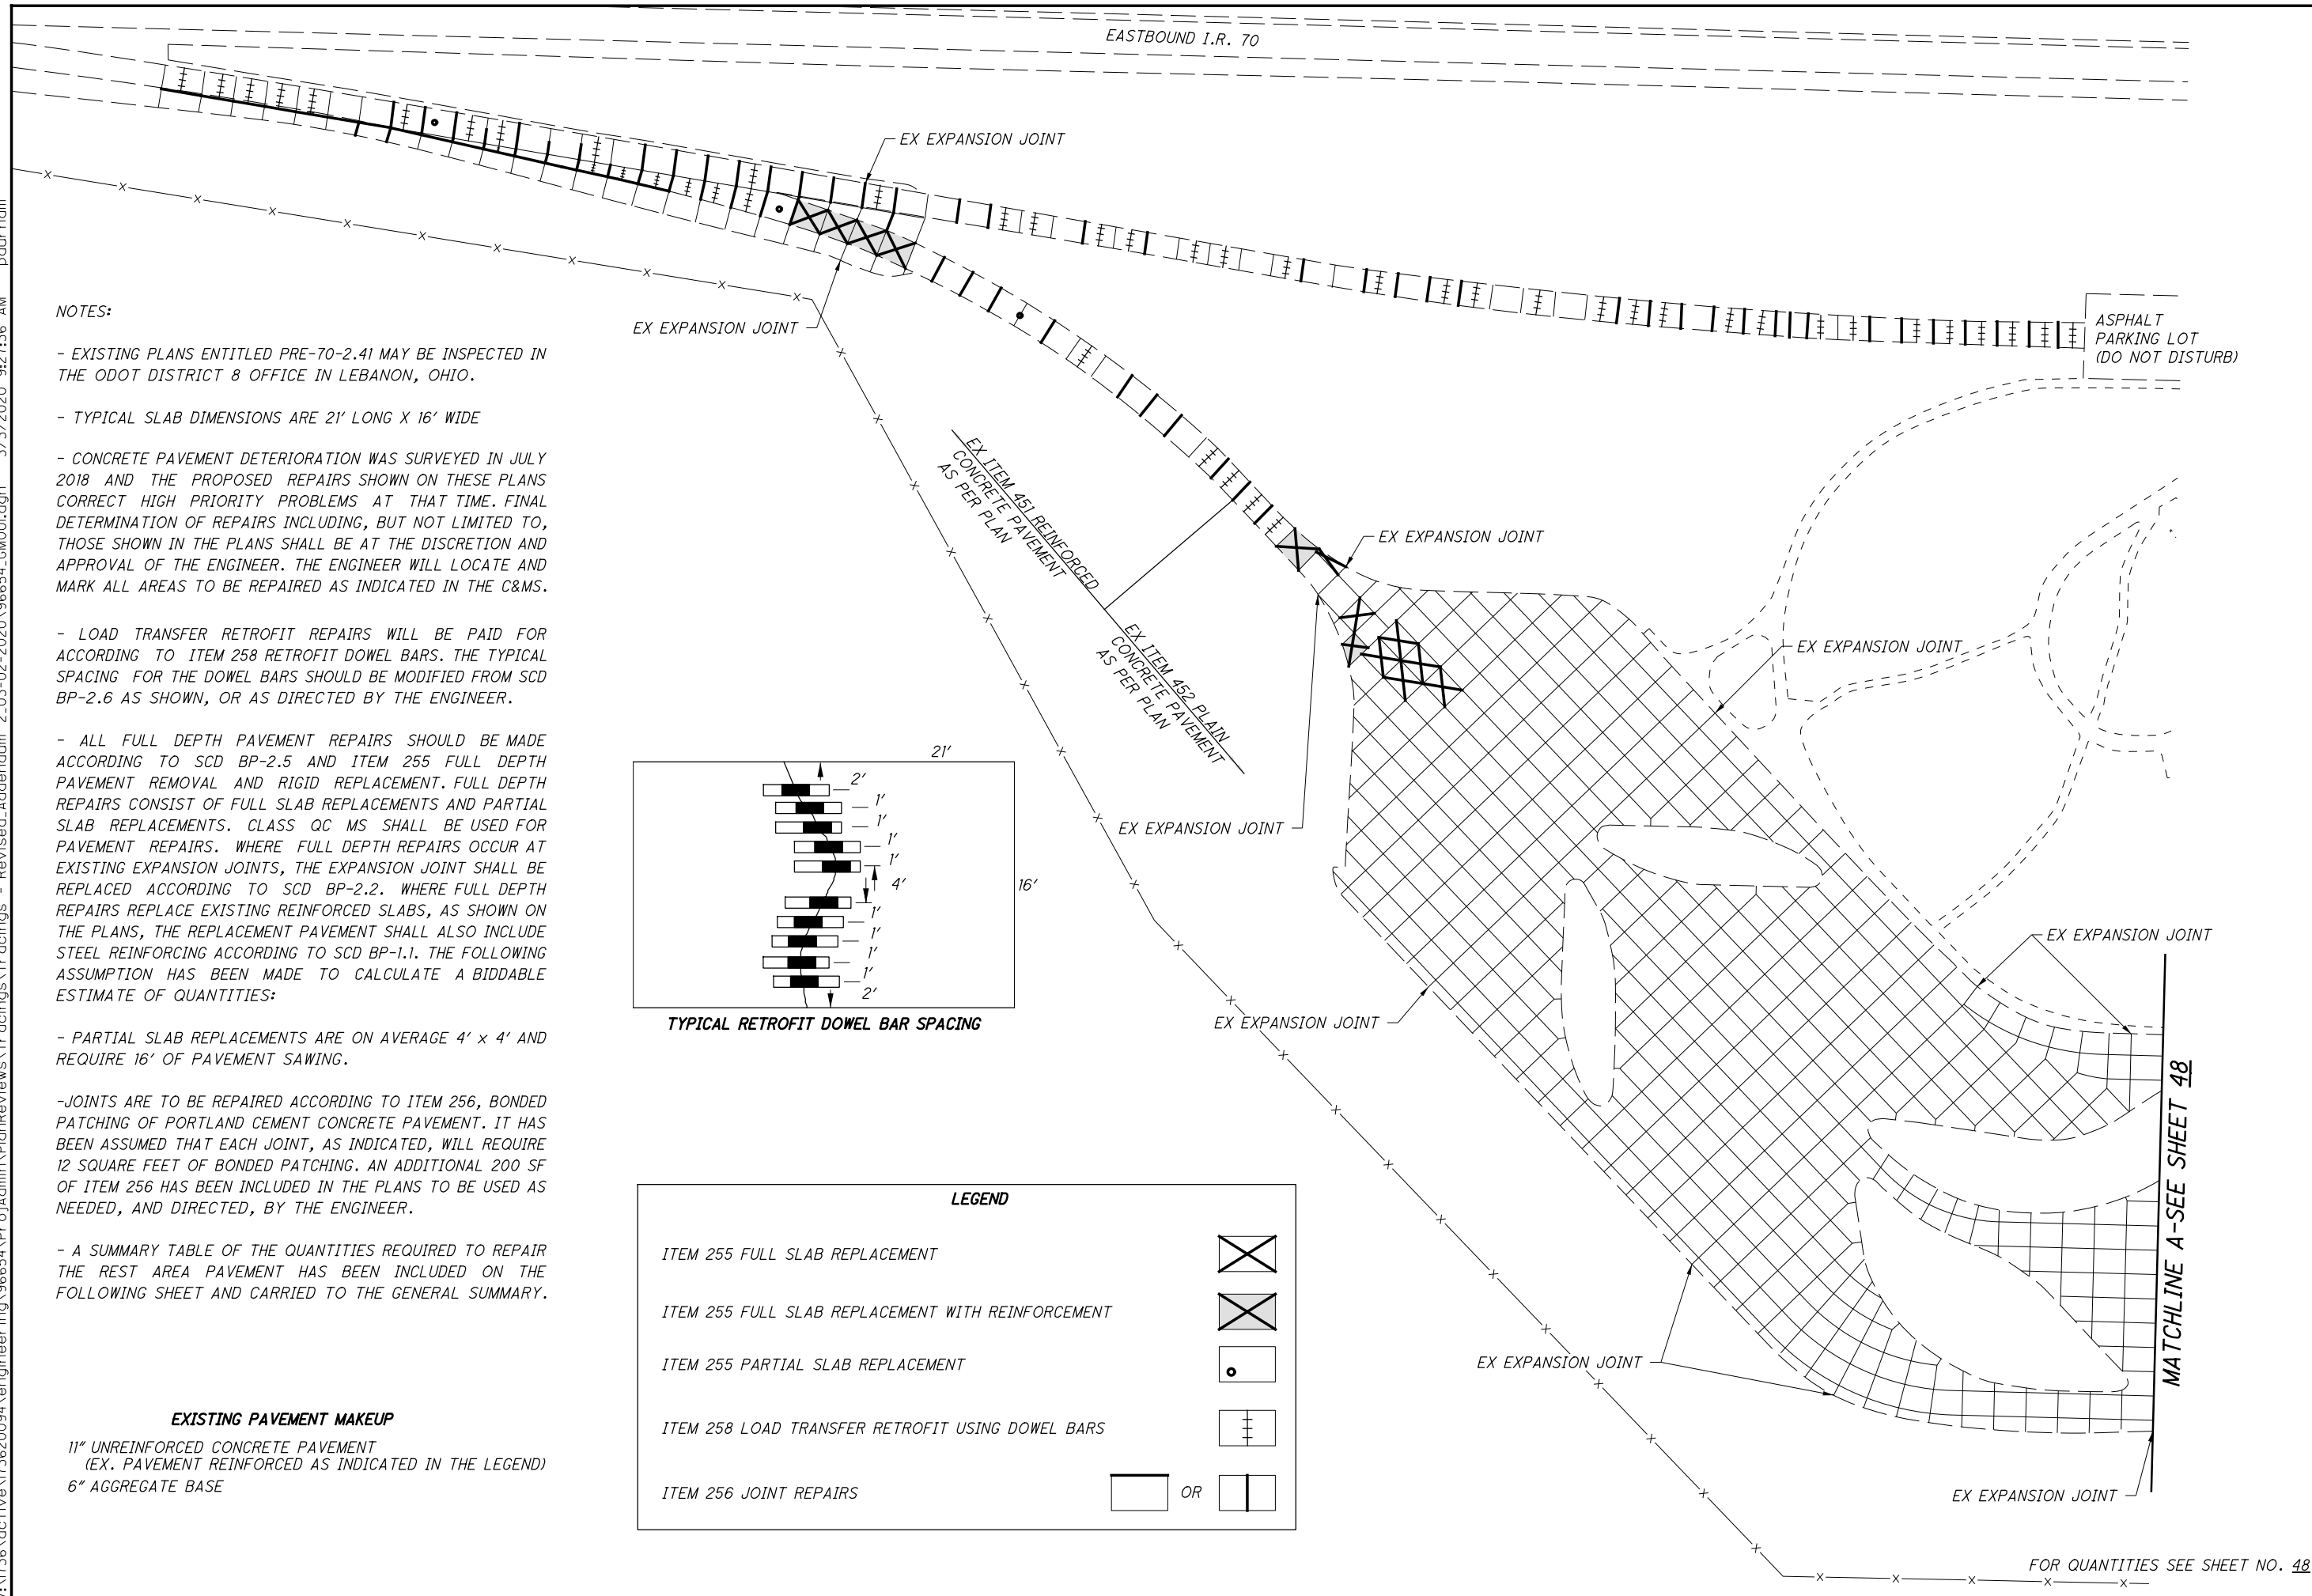 EASTBOUND I.R. 70
EX EXPANSION JOINT
EX EXPANSION JOINT
ASPHALT
PARKING LOT
(DO NOT DISTURB)
NOTES:
- EXISTING PLANS ENTITLED PRE-70-2.41 MAY BE INSPECTED IN
THE ODOT DISTRICT 8 OFFICE IN LEBANON, OHIO.
- TYPICAL SLAB DIMENSIONS ARE 21' LONG X 16' WIDE
- CONCRETE PAVEMENT DETERIORATION WAS SURVEYED IN JULY
2018 AND THE PROPOSED REPAIRS SHOWN ON THESE PLANS
CORRECT HIGH PRIORITY PROBLEMS AT THAT TIME. FINAL
DETERMINATION OF REPAIRS INCLUDING, BUT NOT LIMITED TO,
THOSE SHOWN IN THE PLANS SHALL BE AT THE DISCRETION AND
APPROVAL OF THE ENGINEER. THE ENGINEER WILL LOCATE AND
MARK ALL AREAS TO BE REPAIRED AS INDICATED IN THE C&MS.
- LOAD TRANSFER RETROFIT REPAIRS WILL BE PAID FOR
ACCORDING TO ITEM 258 RETROFIT DOWEL BARS. THE TYPICAL
SPACING FOR THE DOWEL BARS SHOULD BE MODIFIED FROM SCD
BP-2.6 AS SHOWN, OR AS DIRECTED BY THE ENGINEER.
- ALL FULL DEPTH PAVEMENT REPAIRS SHOULD BE MADE
ACCORDING TO SCD BP-2.5 AND ITEM 255 FULL DEPTH
PAVEMENT REMOVAL AND RIGID REPLACEMENT. FULL DEPTH
REPAIRS CONSIST OF FULL SLAB REPLACEMENTS AND PARTIAL
SLAB REPLACEMENTS. CLASS QC MS SHALL BE USED FOR
PAVEMENT REPAIRS. WHERE FULL DEPTH REPAIRS OCCUR AT
EXISTING EXPANSION JOINTS, THE EXPANSION JOINT SHALL BE
REPLACED ACCORDING TO SCD BP-2.2. WHERE FULL DEPTH
REPAIRS REPLACE EXISTING REINFORCED SLABS, AS SHOWN ON
THE PLANS, THE REPLACEMENT PAVEMENT SHALL ALSO INCLUDE
STEEL REINFORCING ACCORDING TO SCD BP-1.1. THE FOLLOWING
ASSUMPTION HAS BEEN MADE TO CALCULATE A BIDDABLE
ESTIMATE OF QUANTITIES:
- PARTIAL SLAB REPLACEMENTS ARE ON AVERAGE 4' x 4' AND
REQUIRE 16' OF PAVEMENT SAWING.
-JOINTS ARE TO BE REPAIRED ACCORDING TO ITEM 256, BONDED
PATCHING OF PORTLAND CEMENT CONCRETE PAVEMENT. IT HAS
BEEN ASSUMED THAT EACH JOINT, AS INDICATED, WILL REQUIRE
12 SQUARE FEET OF BONDED PATCHING. AN ADDITIONAL 200 SF
OF ITEM 256 HAS BEEN INCLUDED IN THE PLANS TO BE USED AS
NEEDED, AND DIRECTED, BY THE ENGINEER.
- A SUMMARY TABLE OF THE QUANTITIES REQUIRED TO REPAIR
THE REST AREA PAVEMENT HAS BEEN INCLUDED ON THE
FOLLOWING SHEET AND CARRIED TO THE GENERAL SUMMARY.
EXISTING PAVEMENT MAKEUP
11" UNREINFORCED CONCRETE PAVEMENT
(EX. PAVEMENT REINFORCED AS INDICATED IN THE LEGEND)
6" AGGREGATE BASE
EX ITEM 451 REINFORCED
CONCRETE PAVEMENT
AS PER PLAN
EX ITEM 452 PLAIN
CONCRETE PAVEMENT
AS PER PLAN
EX EXPANSION JOINT
EX EXPANSION JOINT
EX EXPANSION JOINT
EX EXPANSION JOINT
EX EXPANSION JOINT
EX EXPANSION JOINT
EX EXPANSION JOINT
21'
2'
1'
1'
1'
1'
4'
16'
1'
1'
1'
1'
2'
TYPICAL RETROFIT DOWEL BAR SPACING
LEGEND
ITEM 255 FULL SLAB REPLACEMENT
ITEM 255 FULL SLAB REPLACEMENT WITH REINFORCEMENT
ITEM 255 PARTIAL SLAB REPLACEMENT
ITEM 258 LOAD TRANSFER RETROFIT USING DOWEL BARS
ITEM 256 JOINT REPAIRS OR
MATCHLINE A-SEE SHEET 48
FOR QUANTITIES SEE SHEET NO. 48